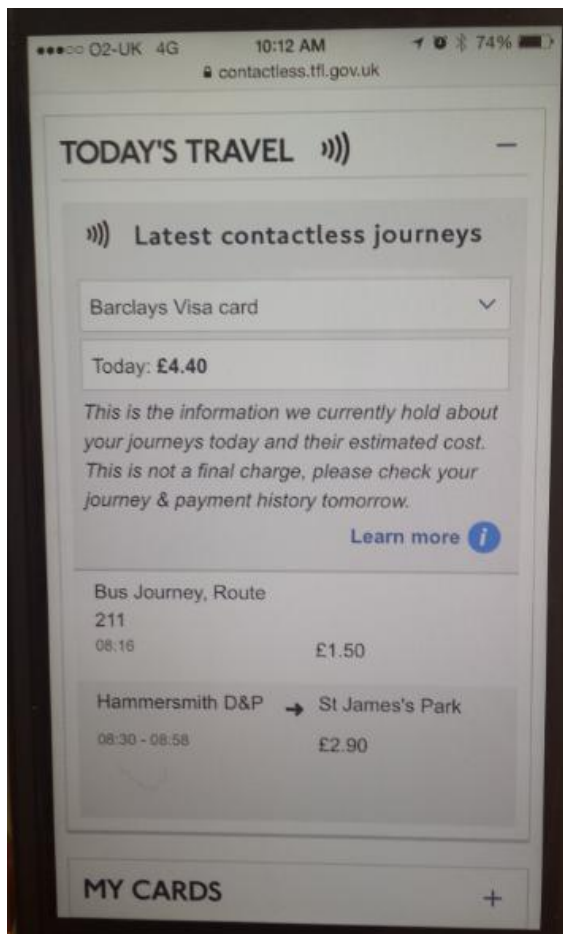 O2-UK 4G 10:12 AM 74%
contactless.tfl.gov.uk
TODAY'S TRAVEL
Latest contactless journeys
Barclays Visa card
Today: £4.40
This is the information we currently hold about
your journeys today and their estimated cost.
This is not a final charge, please check your
journey & payment history tomorrow.
Learn more i
Bus Journey, Route
211
08:16 £1.50
Hammersmith D&P → St James's Park
08:30 - 08:58 £2.90
MY CARDS +